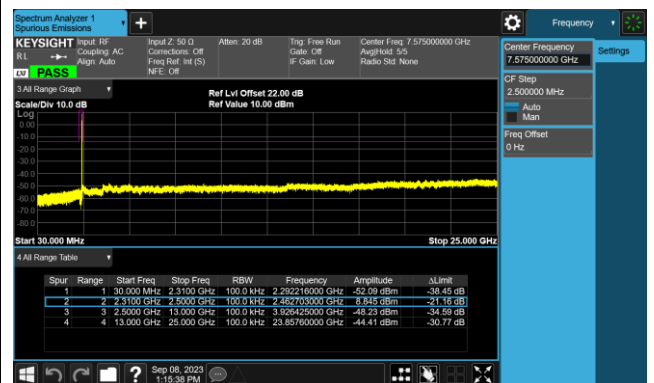 Spectrum Analyzer 1
Spurious Emissions
Frequency
KEYSIGHT
RL
LXI
PASS
Input: RF
Coupling: AC
Align: Auto
Input Z: 50 Ω
Corrections: Off
Freq Ref: Int (S)
NFE: Off
Atten: 20 dB
Trig: Free Run
Gate: Off
IF Gain: Low
Center Freq: 7.575000000 GHz
Avg|Hold: 5/5
Radio Std: None
Center Frequency
7.575000000 GHz
Settings
CF Step
2.500000 MHz
Auto
Man
Freq Offset
0 Hz
3 All Range Graph
Scale/Div 10.0 dB
Ref Lvl Offset 22.00 dB
Ref Value 10.00 dBm
Log
0.00
-10.0
-20.0
-30.0
-40.0
-50.0
-60.0
-70.0
-80.0
Start 30.000 MHz
Stop 25.000 GHz
4 All Range Table
Spur Range Start Freq Stop Freq RBW Frequency Amplitude ΔLimit
1 1 30.000 MHz 2.3100 GHz 100.0 kHz 2.292216000 GHz -52.09 dBm -38.45 dB
2 2 2.3100 GHz 2.5000 GHz 100.0 kHz 2.462703000 GHz 8.845 dBm -21.16 dB
3 3 2.5000 GHz 13.000 GHz 100.0 kHz 3.926425000 GHz -48.23 dBm -34.59 dB
4 4 13.000 GHz 25.000 GHz 100.0 kHz 23.85760000 GHz -44.41 dBm -30.77 dB
?
Sep 08, 2023
1:15:38 PM